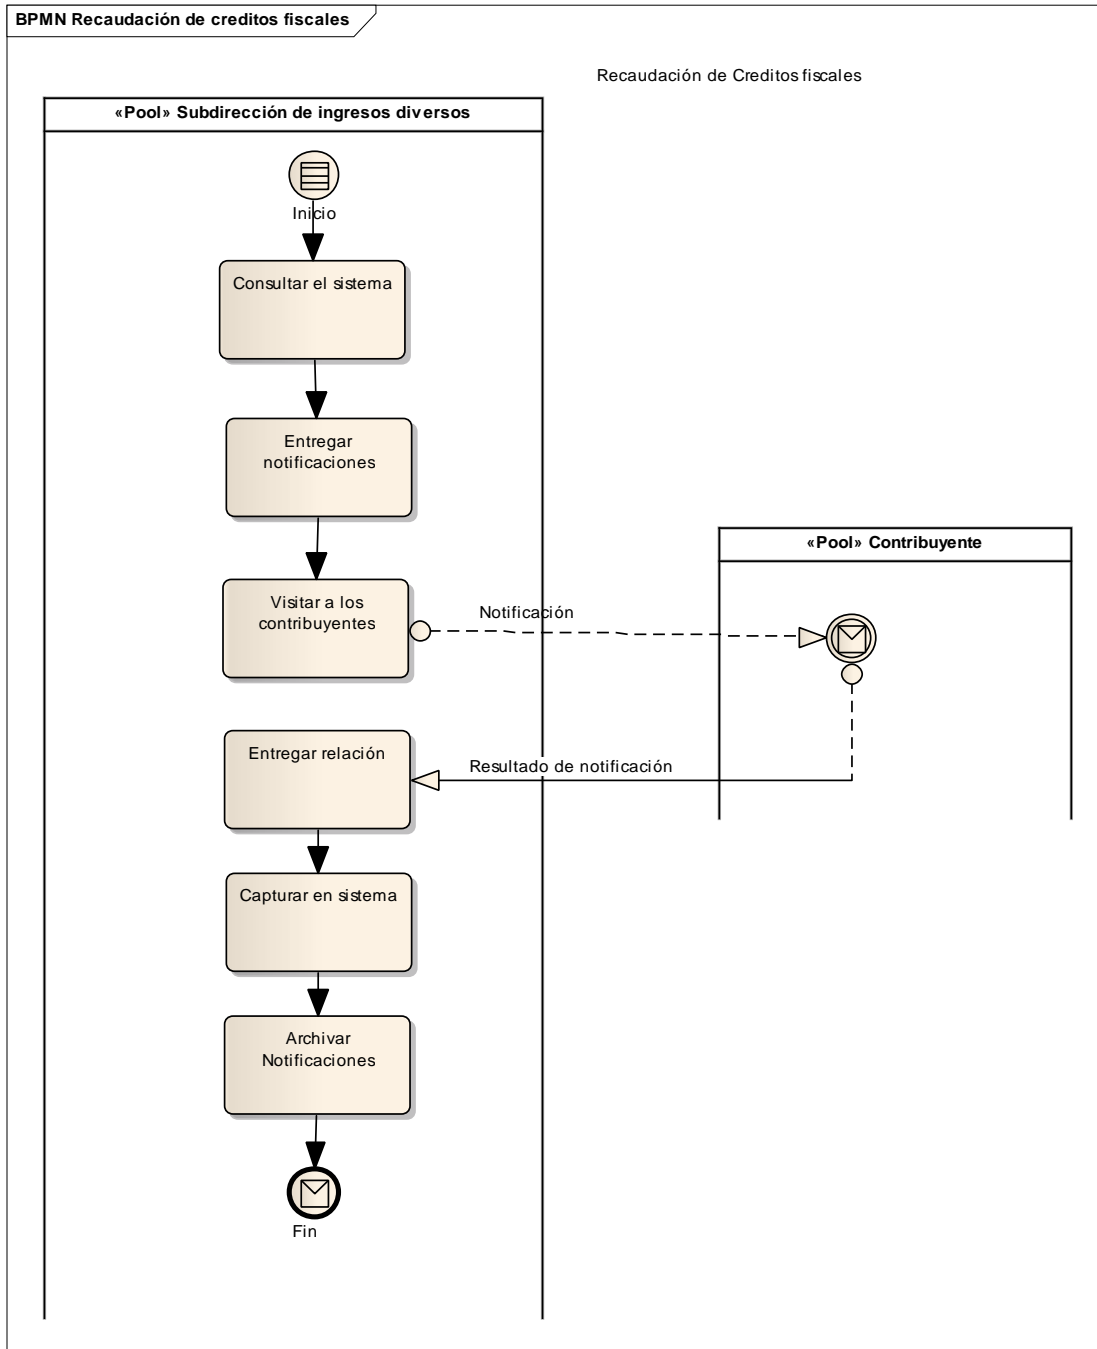 BPMN Recaudación de creditos fiscales
Recaudación de Creditos fiscales
«Pool» Subdirección de ingresos diversos
Inicio
Consultar el sistema
Entregar
notificaciones
«Pool» Contribuyente
Visitar a los
contribuyentes
Notificación
Entregar relación
Resultado de notificación
Capturar en sistema
Archivar
Notificaciones
Fin